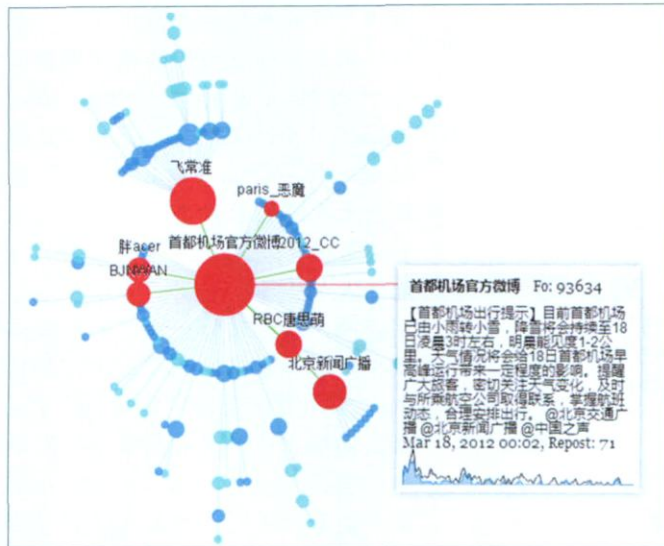 飞常准
paris_恶魔
首都机场官方微博2012_CC
胖acer
BJNWAN
RBC唐思萌
北京新闻广播
首都机场官方微博 Fo: 93634
【首都机场出行提示】目前首都机场
已由小雨转小雪，降雪将会持续至18
日凌晨3时左右，明晨能见度1-2公
里。天气情况将会给18日首都机场早
高峰运行带来一定程度的影响。提醒
广大旅客，密切关注天气变化，及时
与所乘航空公司取得联系，掌握航班
动态，合理安排出行。@北京交通广
播 @北京新闻广播 @中国之声
Mar 18, 2012 00:02, Repost: 71